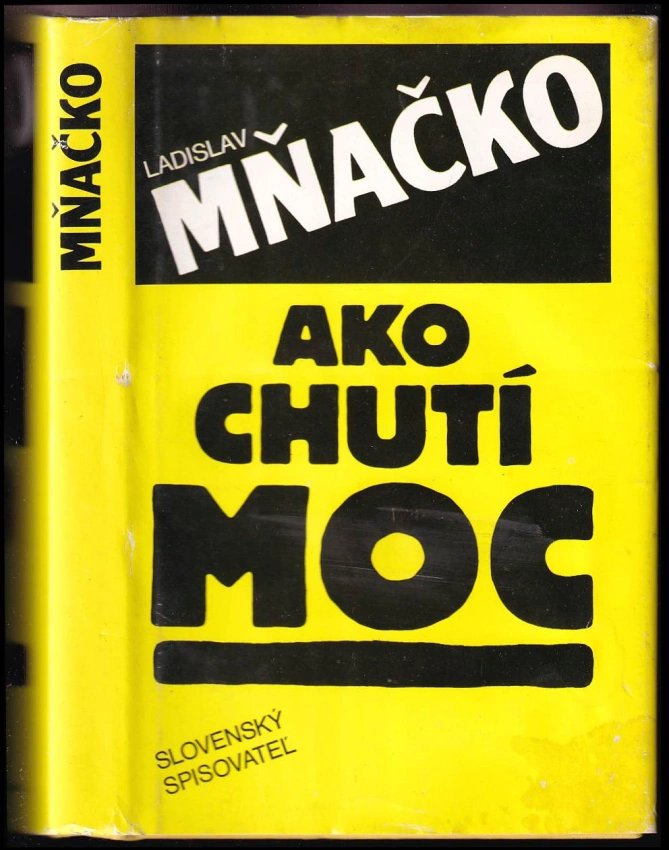 MŇAČKO
LADISLAV
MŇAČKO
AKO
CHUTÍ
MOC
SLOVENSKÝ
SPISOVATEĽ